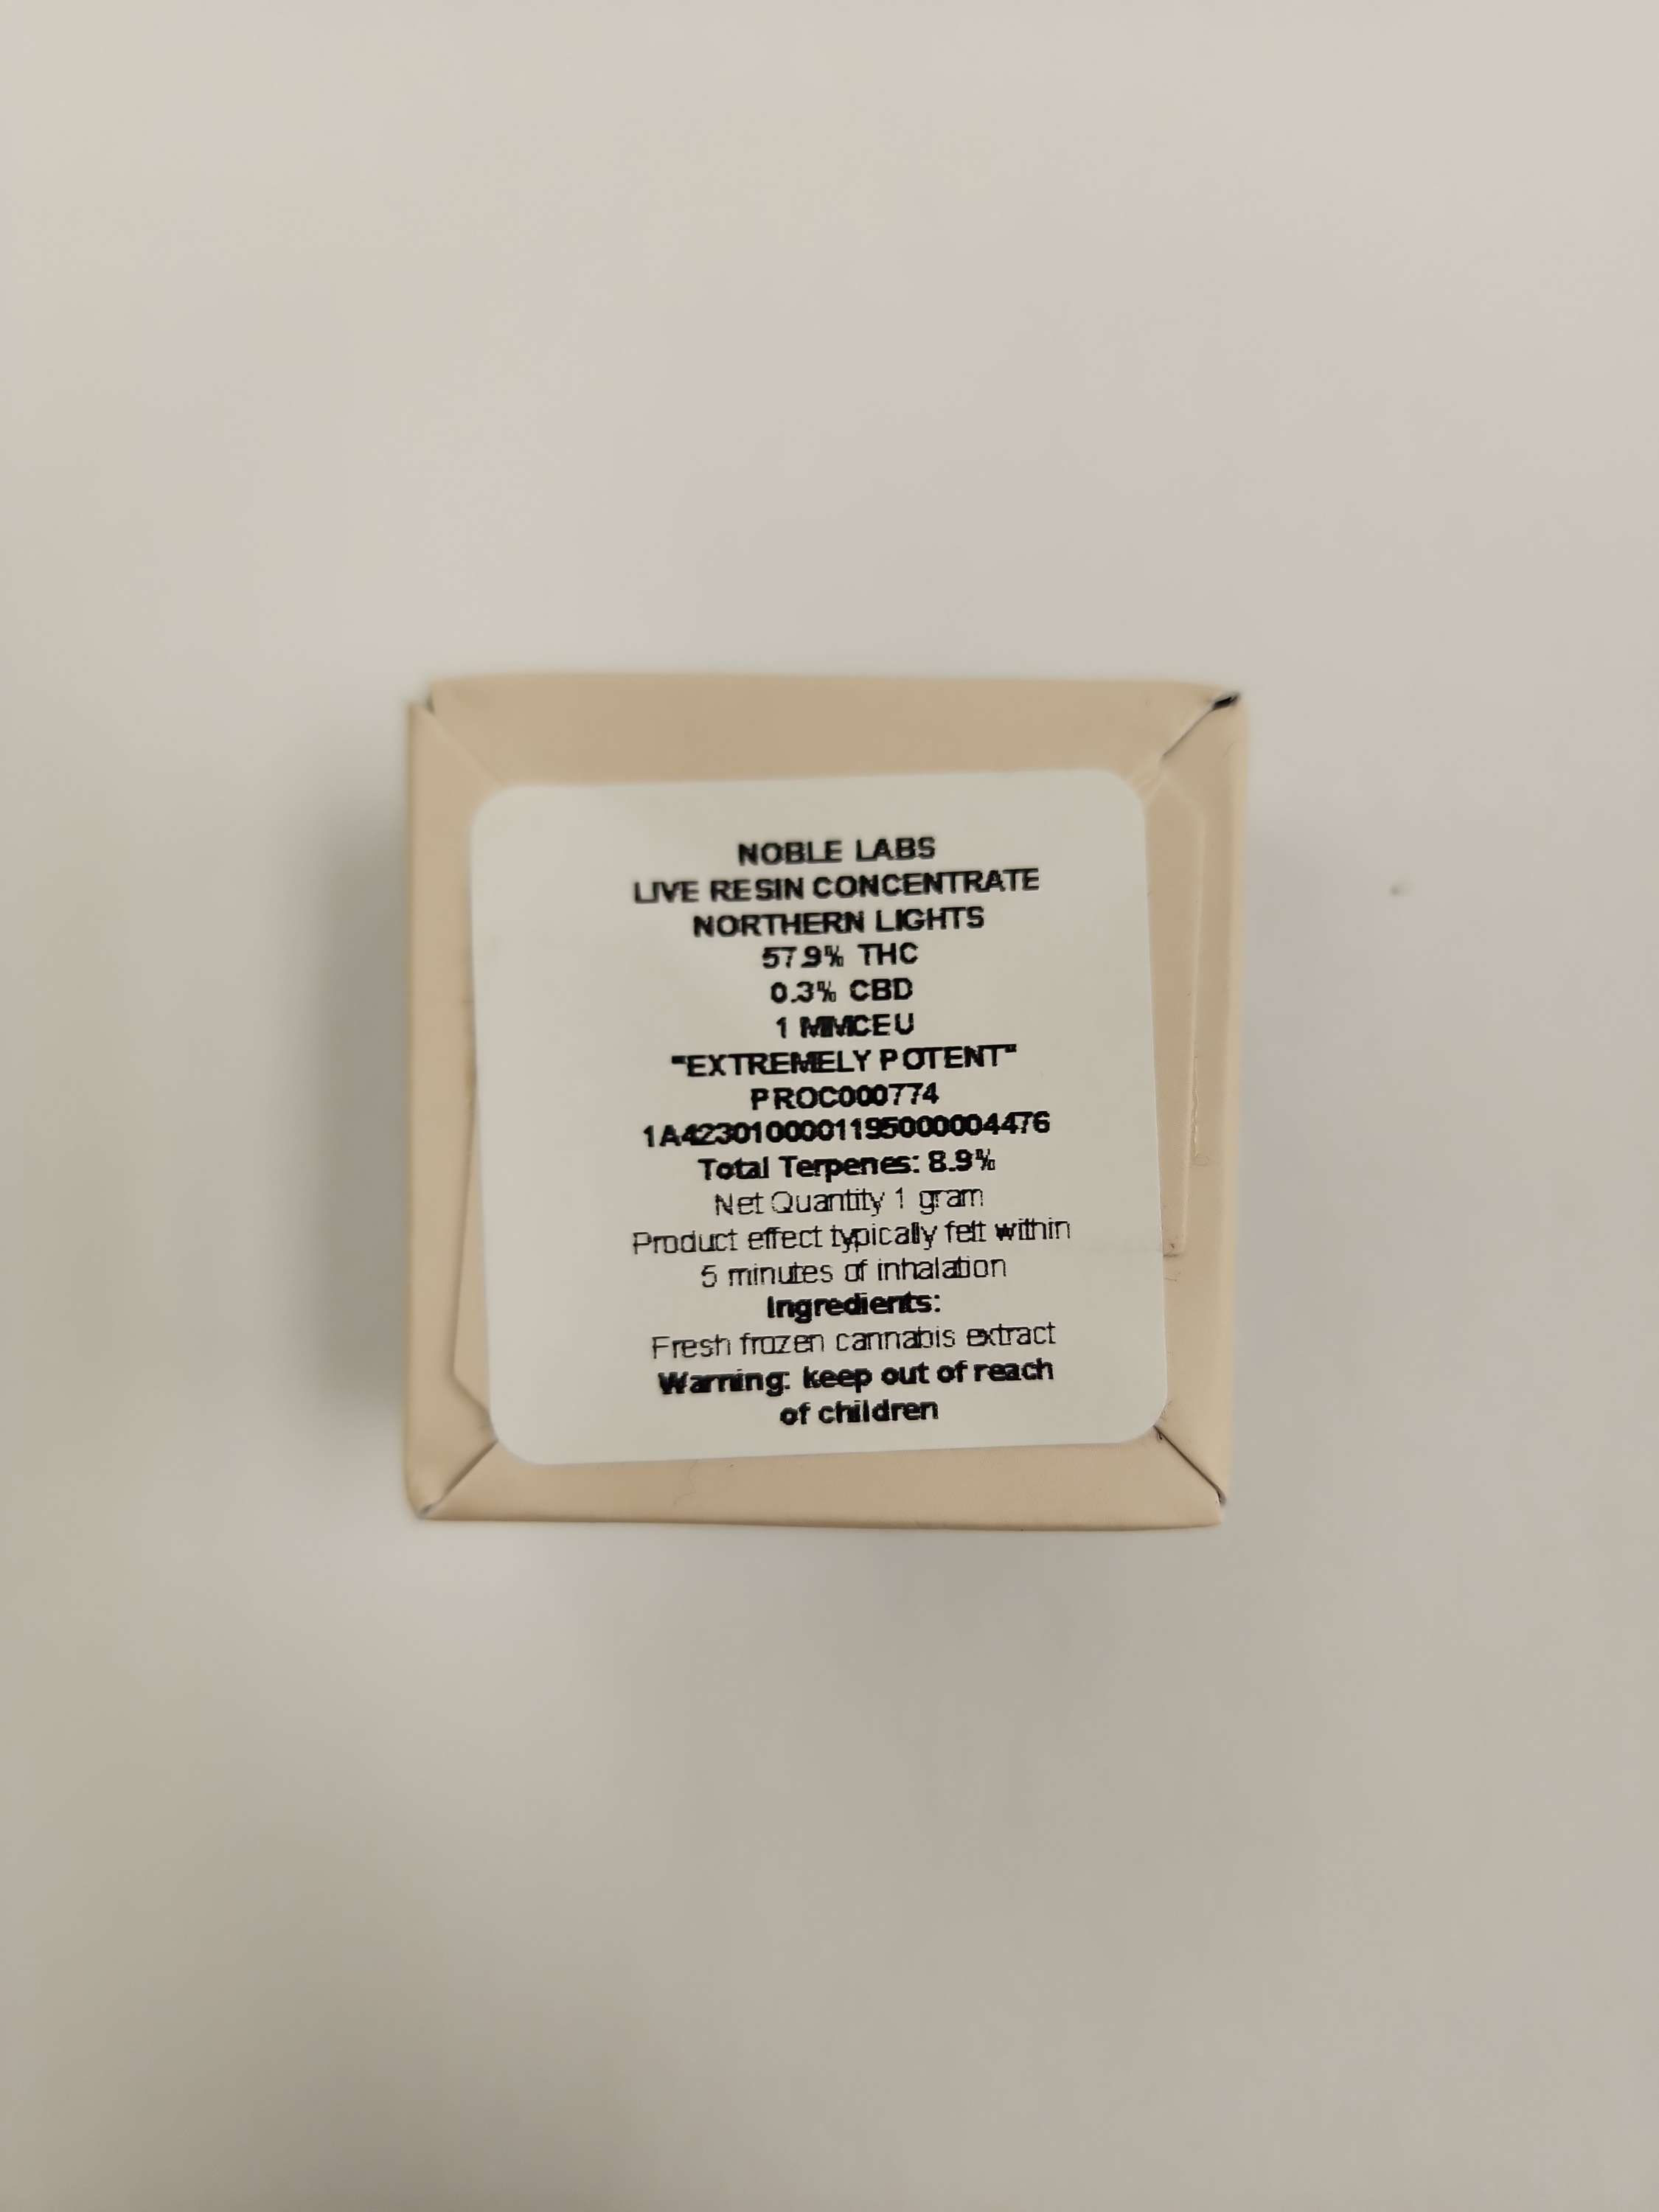 NOBLE LABS
LIVE RESIN CONCENTRATE
NORTHERN LIGHTS
57.9% THC
0.3% CBD
1 MMCEU
"EXTREMELY POTENT"
PROC000774
1A4230100001195000004476
Total Terpenes: 8.9%
Net Quantity 1 gram
Product effect typically felt within
5 minutes of inhalation
Ingredients:
Fresh frozen cannabis extract
Warning: keep out of reach
of children